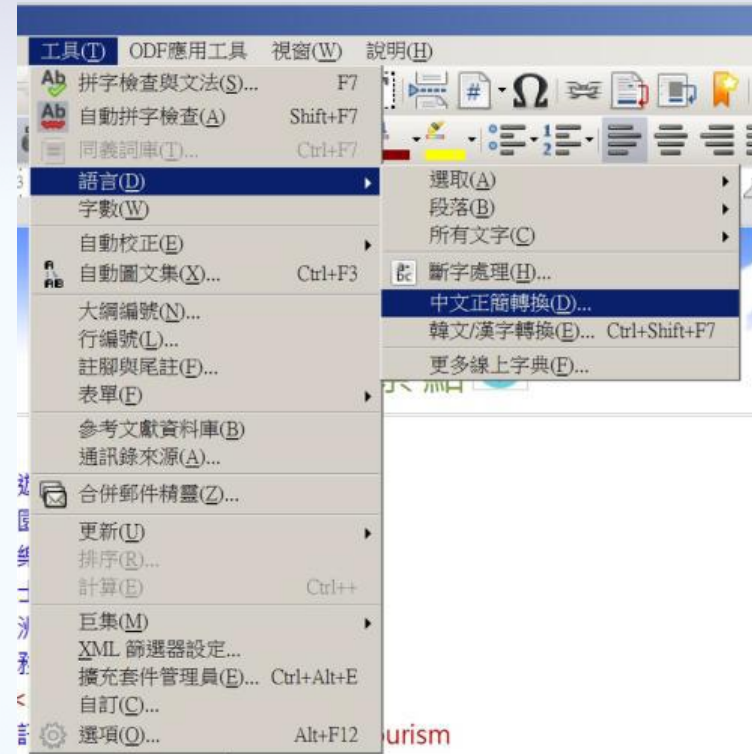 工具(T) ODF應用工具 視窗(W) 說明(H)
拼字檢查與文法(S)... F7
自動拼字檢查(A) Shift+F7
同義詞庫(T)... Ctrl+F7
語言(D)
字數(W)
自動校正(E)
自動圖文集(X)... Ctrl+F3
大綱編號(N)...
行編號(L)...
註腳與尾註(F)...
表單(F)
參考文獻資料庫(B)
通訊錄來源(A)...
合併郵件精靈(Z)...
更新(U)
排序(R)...
計算(E) Ctrl++
巨集(M)
XML 篩選器設定...
擴充套件管理員(E)... Ctrl+Alt+E
自訂(C)...
選項(O)... Alt+F12
選取(A)
段落(B)
所有文字(C)
斷字處理(H)...
中文正簡轉換(D)...
韓文/漢字轉換(E)... Ctrl+Shift+F7
更多線上字典(F)...
urism